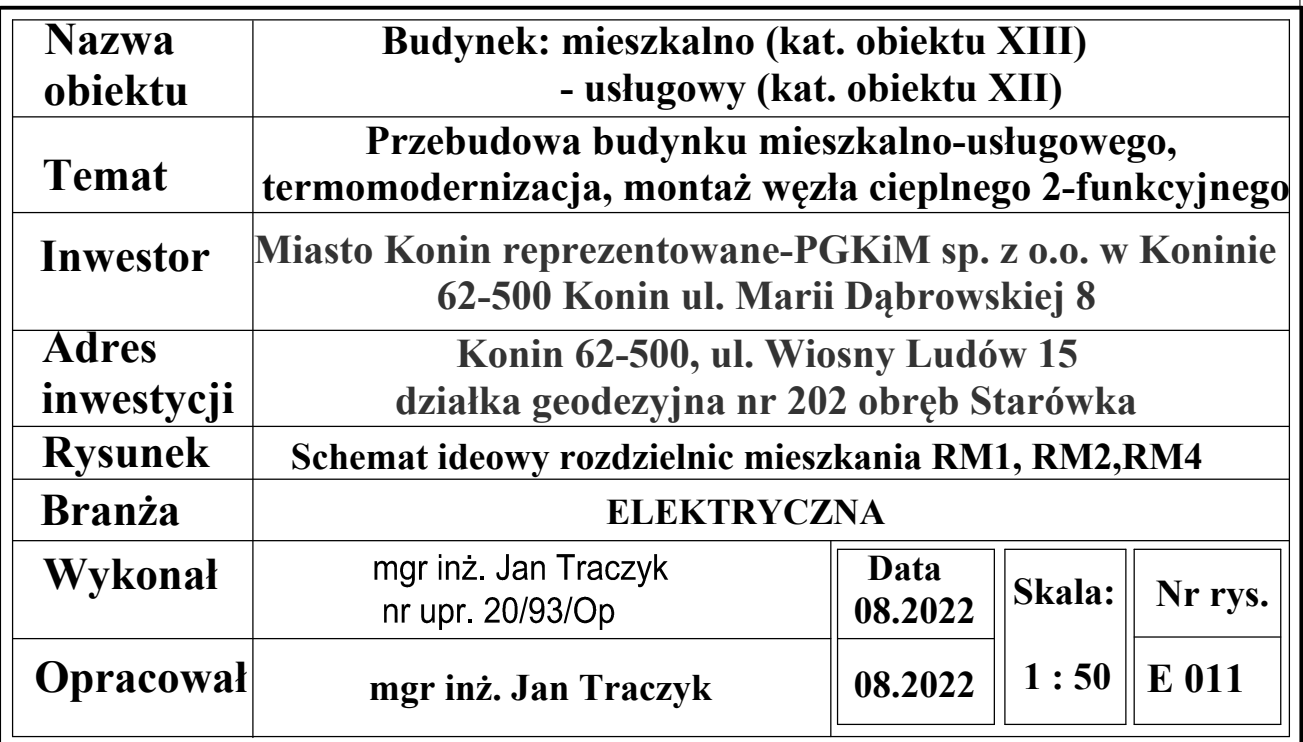 Nazwa obiektu
Budynek: mieszkalno (kat. obiektu XIII)
- usługowy (kat. obiektu XII)
Temat
Przebudowa budynku mieszkalno-usługowego,
termomodernizacja, montaż węzła cieplnego 2-funkcyjnego
Inwestor
Miasto Konin reprezentowane-PGKiM sp. z o.o. w Koninie
62-500 Konin ul. Marii Dąbrowskiej 8
Adres
inwestycji
Konin 62-500, ul. Wiosny Ludów 15
działka geodezyjna nr 202 obręb Starówka
Rysunek
Schemat ideowy rozdzielnic mieszkania RM1, RM2,RM4
Branża
ELEKTRYCZNA
Wykonał
mgr inż. Jan Traczyk
nr upr. 20/93/Op
Data
08.2022
Skala:
1 : 50
Nr rys.
E 011
Opracował
mgr inż. Jan Traczyk
08.2022